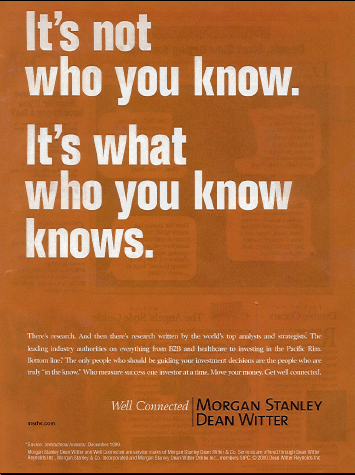 It's not
who you know.
It's what
who you know
knows.
There's research. And then there's research written by the world's top analysts and strategists. The
leading industry authorities on everything from B2B and healthcare to investing in the Pacific Rim.
Bottom line? The only people who should be guiding your investment decisions are the people who are
truly "in the know." Who measure success one investor at a time. Move your money. Get well connected.
Well Connected
MORGAN STANLEY
DEAN WITTER
msdw.com
*Source: Institutional Investor, December 1999.
Morgan Stanley Dean Witter and Well Connected are service marks of Morgan Stanley Dean Witter & Co. Services are offered through Dean Witter
Reynolds Inc., Morgan Stanley & Co. Incorporated and Morgan Stanley Dean Witter Online Inc., members SIPC. © 2000 Dean Witter Reynolds Inc.